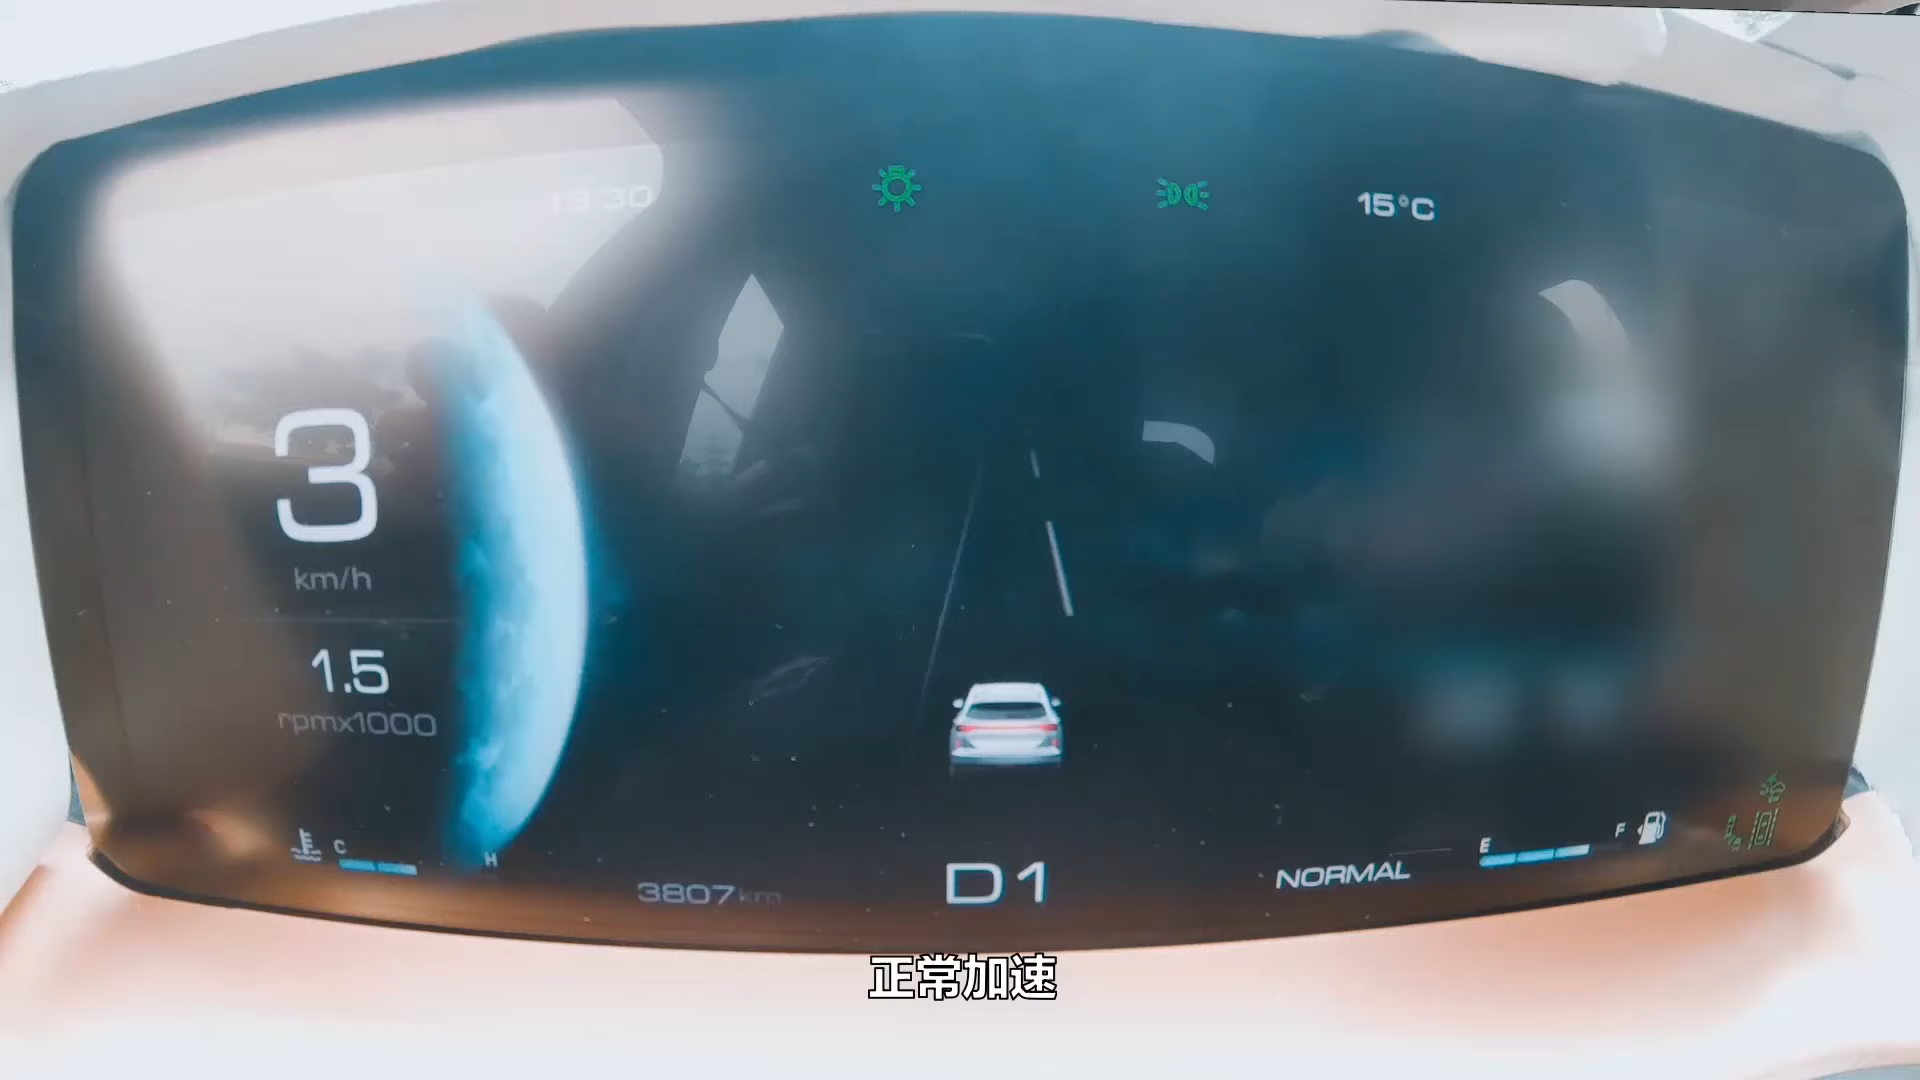 13:30
15°C
3
km/h
1.5
rpmx1000
C
H
3807km
D1
NORMAL
E
F
正常加速